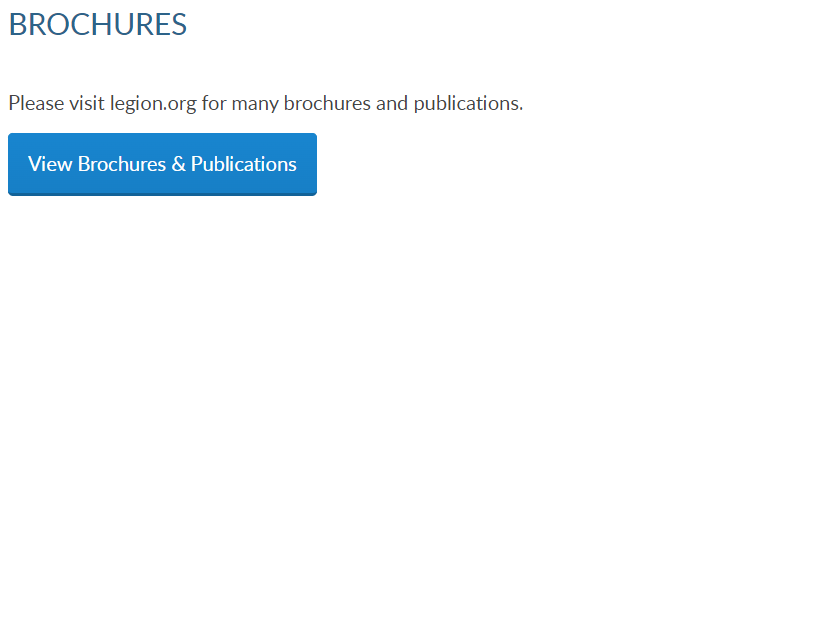 BROCHURES
Please visit legion.org for many brochures and publications.
View Brochures & Publications